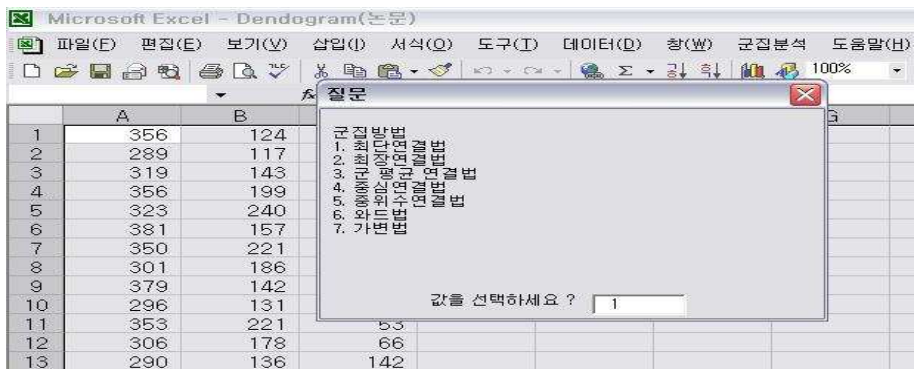 Microsoft Excel - Dendogram(논문)
파일(F) 편집(E) 보기(V) 삽입(I) 서식(O) 도구(T) 데이터(D) 창(W) 군집분석 도움말(H)
100%
fx 질문
A B G
1 356 124
2 289 117
3 319 143
4 356 199
5 323 240
6 381 157
7 350 221
8 301 186
9 379 142
10 296 131
11 353 221 53
12 306 178 66
13 290 136 142
군집방법
1. 최단연결법
2. 최장연결법
3. 군 평균 연결법
4. 중심연결법
5. 중위수연결법
6. 와드법
7. 가변법
값을 선택하세요 ? 1